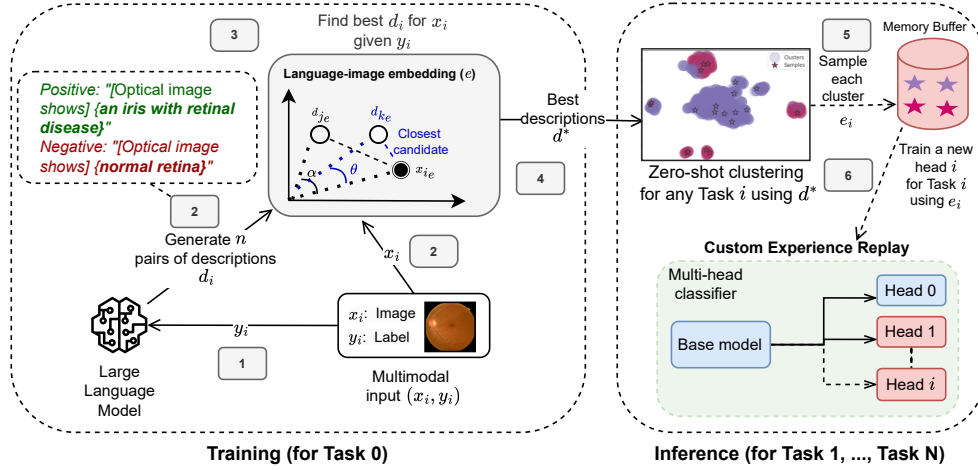 3
Find best d_i for x_i
given y_i
Language-image embedding (e)
d_{j_e}
d_{k_e}
Closest
candidate
x_{i_e}
α
θ
Positive: "[Optical image
shows] {an iris with retinal
disease}"
Negative: "[Optical image
shows] {normal retina}"
2
Generate n
pairs of descriptions
d_i
x_i
2
x_i: Image
y_i: Label
y_i
1
Large
Language
Model
Multimodal
input (x_i, y_i)
Training (for Task 0)
Best
descriptions
d*
4
Clusters
Samples
Zero-shot clustering
for any Task i using d*
5
Sample
each
cluster
e_i
Memory Buffer
6
Train a new
head i
for Task i
using e_i
Custom Experience Replay
Multi-head
classifier
Base model
Head 0
Head 1
Head i
Inference (for Task 1, ..., Task N)